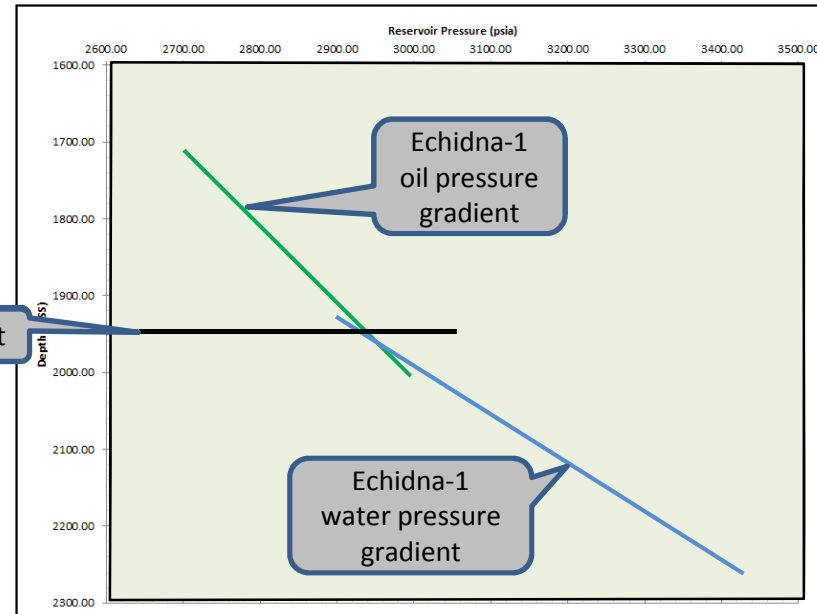 Reservoir Pressure (psia)
2600.00 2700.00 2800.00 2900.00 3000.00 3100.00 3200.00 3300.00 3400.00 3500.00
1600.00
1700.00
1800.00
1900.00
2000.00
2100.00
2200.00
2300.00
Depth
SS)
Echidna-1
oil pressure
gradient
t
Echidna-1
water pressure
gradient